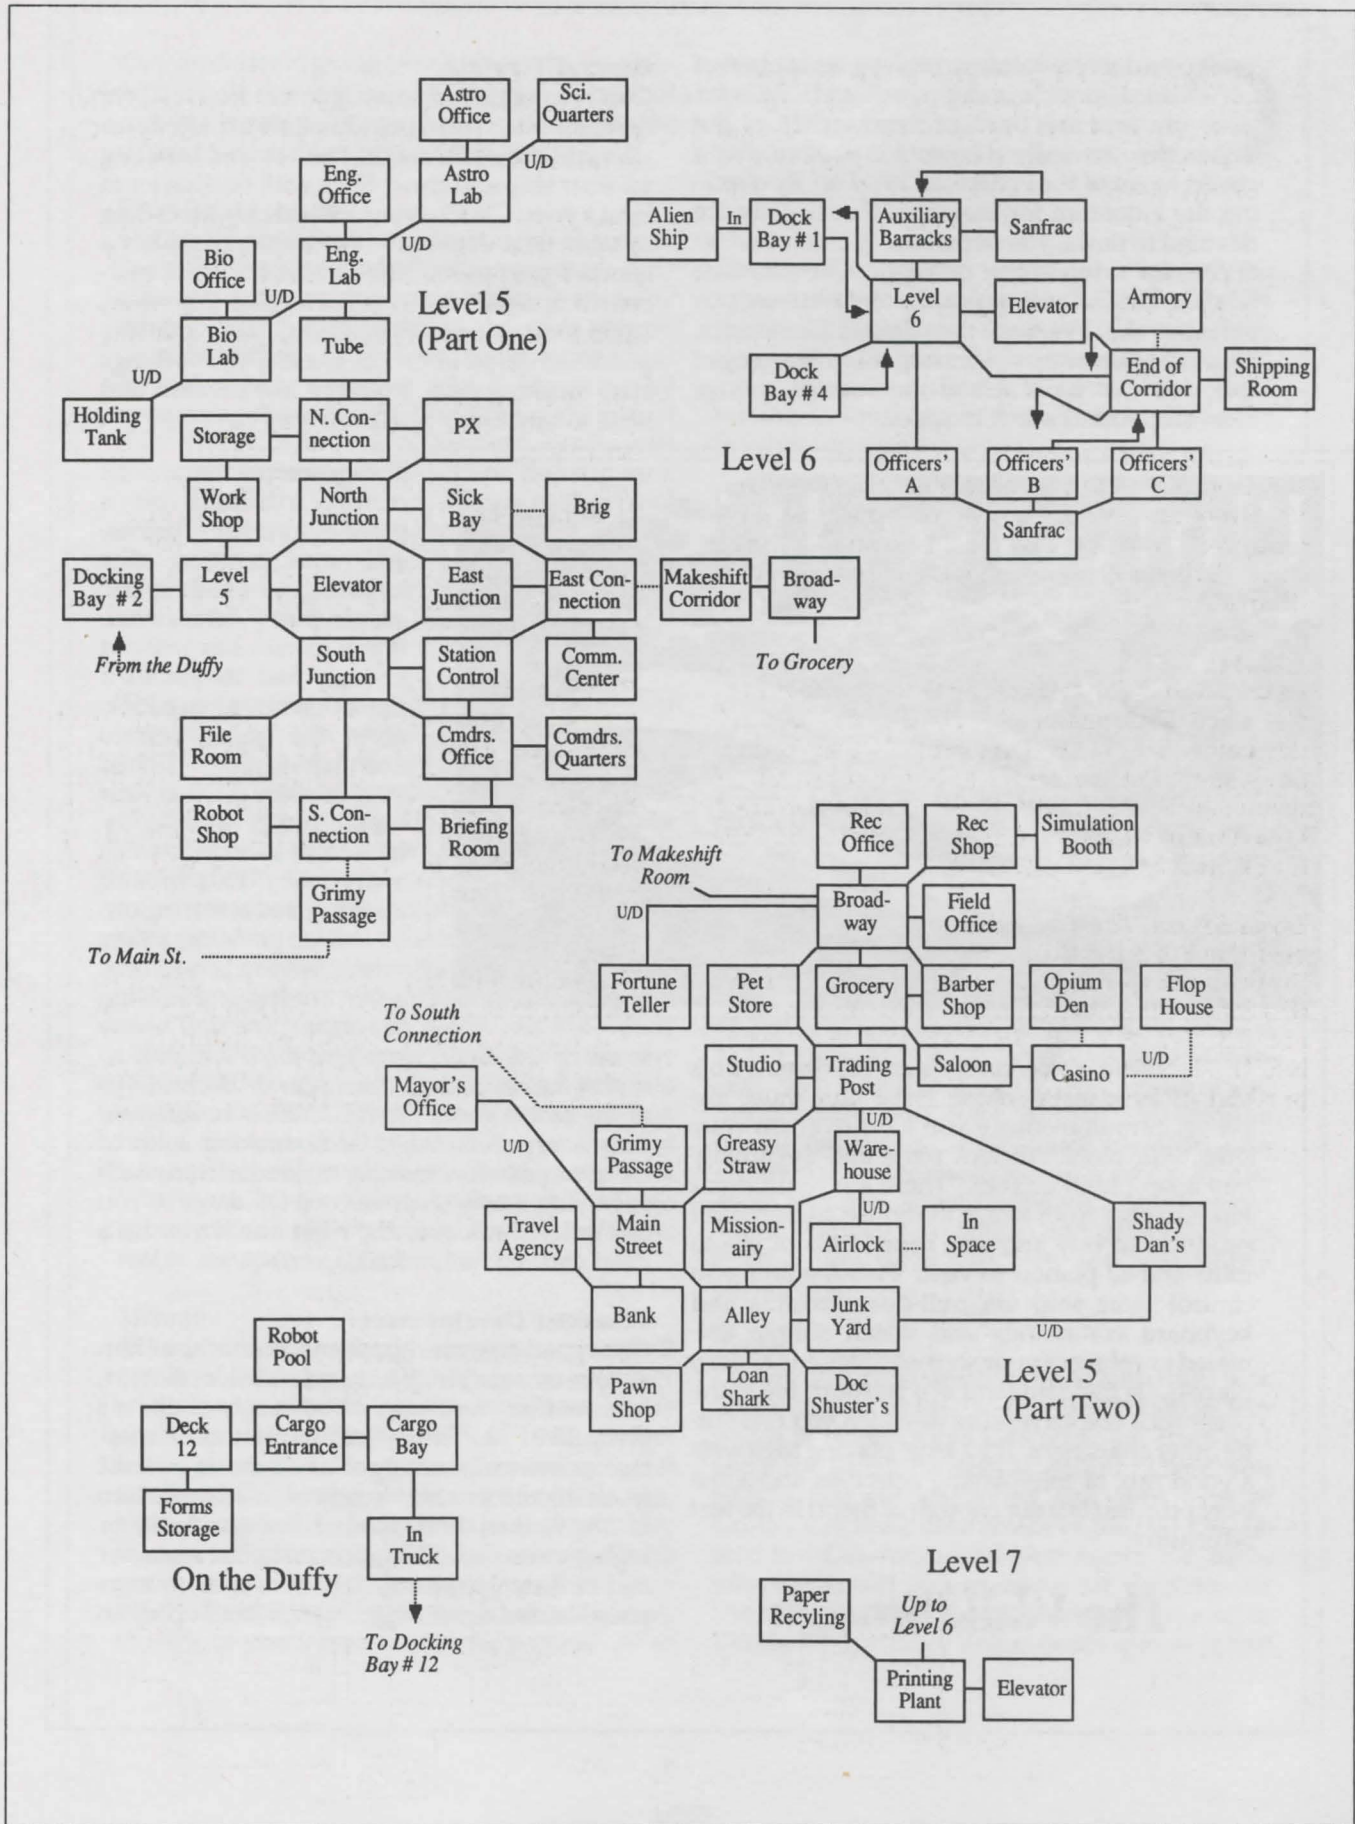 Astro
Office
Sci.
Quarters
U/D
Eng.
Office
Astro
Lab
Bio
Office
U/D
Eng.
Lab
Level 5
(Part One)
Bio
Lab
Tube
U/D
Holding
Tank
Storage
N. Con-
nection
PX
Work
Shop
North
Junction
Sick
Bay
Brig
Docking
Bay # 2
Level
5
Elevator
East
Junction
East Con-
nection
Makeshift
Corridor
Broad-
way
From the Duffy
To Grocery
South
Junction
Station
Control
Comm.
Center
File
Room
Cmdrs.
Office
Comdrs.
Quarters
Robot
Shop
S. Con-
nection
Briefing
Room
Grimy
Passage
To Main St.
Alien
Ship
In
Dock
Bay # 1
Auxiliary
Barracks
Sanfrac
Level
6
Elevator
Armory
Dock
Bay # 4
End of
Corridor
Shipping
Room
Level 6
Officers'
A
Officers'
B
Officers'
C
Sanfrac
Rec
Office
Rec
Shop
Simulation
Booth
To Makeshift
Room
U/D
Broad-
way
Field
Office
Fortune
Teller
Pet
Store
Grocery
Barber
Shop
Opium
Den
Flop
House
To South
Connection
Studio
Trading
Post
Saloon
Casino
U/D
Mayor's
Office
U/D
U/D
Grimy
Passage
Greasy
Straw
Ware-
house
U/D
Travel
Agency
Main
Street
Mission-
airy
Airlock
In
Space
Shady
Dan's
Bank
Alley
Junk
Yard
U/D
Pawn
Shop
Loan
Shark
Doc
Shuster's
Level 5
(Part Two)
Robot
Pool
Deck
12
Cargo
Entrance
Cargo
Bay
Forms
Storage
In
Truck
On the Duffy
To Docking
Bay # 12
Level 7
Paper
Recyling
Up to
Level 6
Printing
Plant
Elevator